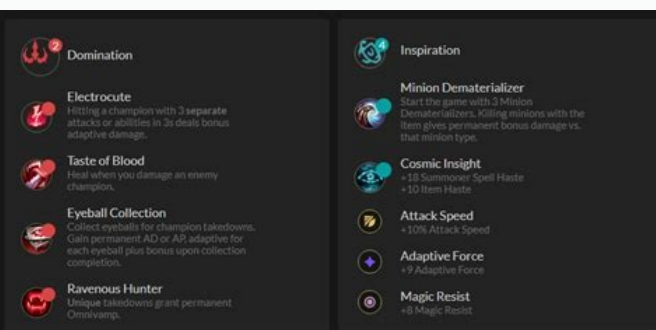 2
Domination
Electrocute
Hitting a champion with 3 separate
attacks or abilities in 3s deals bonus
adaptive damage.
Taste of Blood
Heal when you damage an enemy
champion.
Eyeball Collection
Collect eyeballs for champion takedowns.
Gain permanent AD or AP, adaptive for
each eyeball plus bonus upon collection
completion.
Ravenous Hunter
Unique takedowns grant permanent
Omnivamp.
4
Inspiration
Minion Dematerializer
Start the game with 3 Minion
Dematerializers. Killing minions with the
item gives permanent bonus damage vs.
that minion type.
Cosmic Insight
+18 Summoner Spell Haste
+10 Item Haste
Attack Speed
+10% Attack Speed
Adaptive Force
+9 Adaptive Force
Magic Resist
+8 Magic Resist